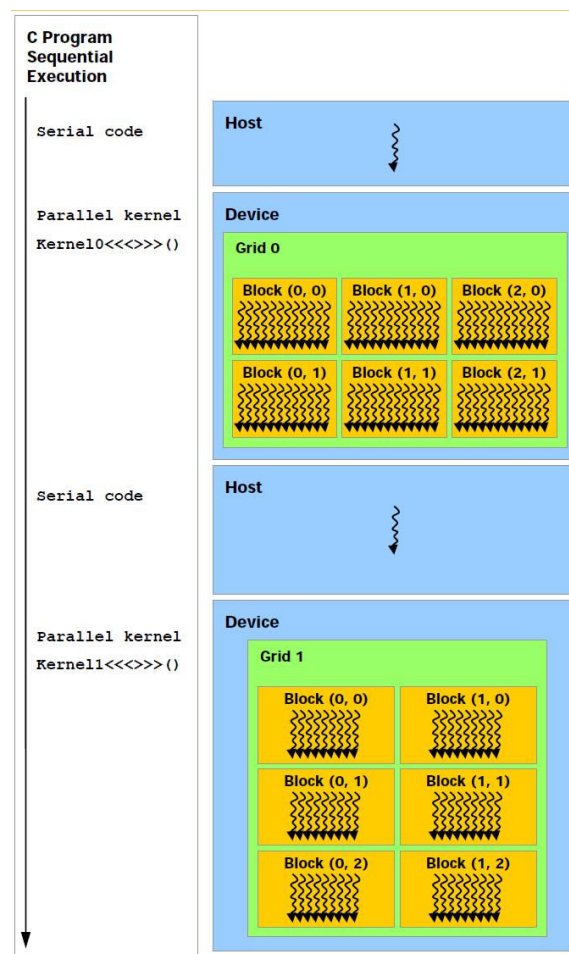 C Program
Sequential
Execution
Serial code
Host
Parallel kernel
Kernel0<<<>>>()
Device
Grid 0
Block (0, 0) Block (1, 0) Block (2, 0)
Block (0, 1) Block (1, 1) Block (2, 1)
Serial code
Host
Parallel kernel
Kernel1<<<>>>()
Device
Grid 1
Block (0, 0) Block (1, 0)
Block (0, 1) Block (1, 1)
Block (0, 2) Block (1, 2)